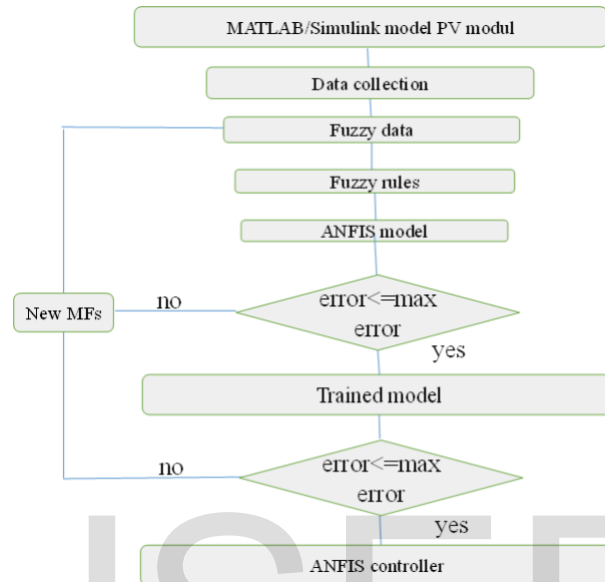 MATLAB/Simulink model PV modul
Data collection
Fuzzy data
Fuzzy rules
ANFIS model
New MFs
no
error<=max
error
yes
Trained model
no
error<=max
error
yes
ANFIS controller